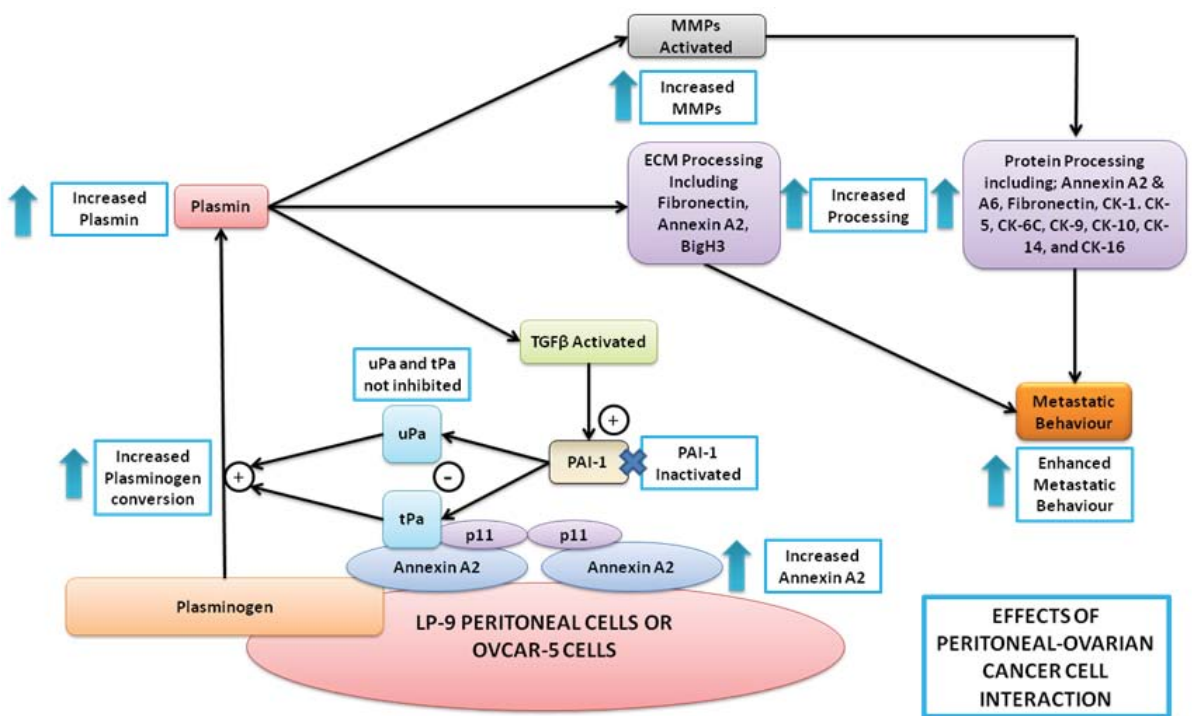 MMPs
Activated
Increased
MMPs
ECM Processing
Including
Fibronectin,
Annexin A2,
BigH3
Increased
Processing
Protein Processing
including; Annexin A2 &
A6, Fibronectin, CK-1. CK-
5, CK-6C, CK-9, CK-10, CK-
14, and CK-16
Increased
Plasmin
Plasmin
TGFβ Activated
uPa and tPa
not inhibited
uPa
+
PAI-1
PAI-1
Inactivated
Metastatic
Behaviour
Enhanced
Metastatic
Behaviour
Increased
Plasminogen
conversion
+
-
tPa
p11
p11
Annexin A2
Annexin A2
Increased
Annexin A2
Plasminogen
LP-9 PERITONEAL CELLS OR
OVCAR-5 CELLS
EFFECTS OF
PERITONEAL-OVARIAN
CANCER CELL
INTERACTION